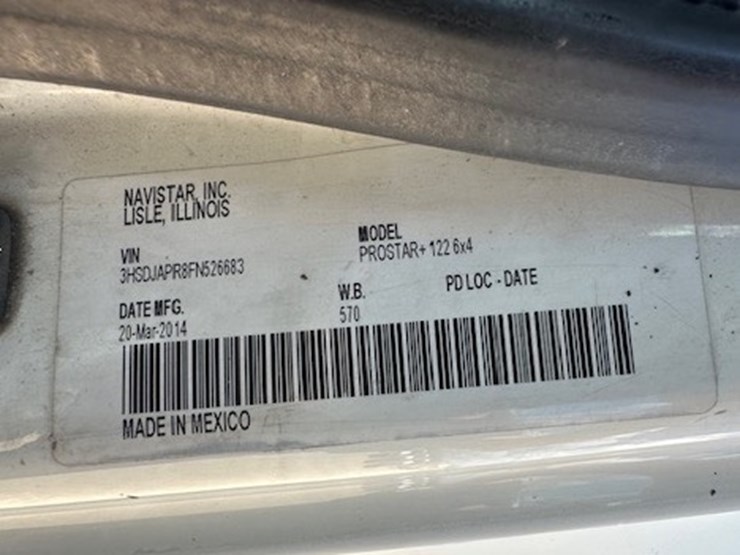 NAVISTAR, INC.
LISLE, ILLINOIS
VIN
3HSDJAPR8FN526683
MODEL
PROSTAR+ 122 6x4
DATE MFG.
20-Mar-2014
W.B.
570
PD LOC - DATE
MADE IN MEXICO